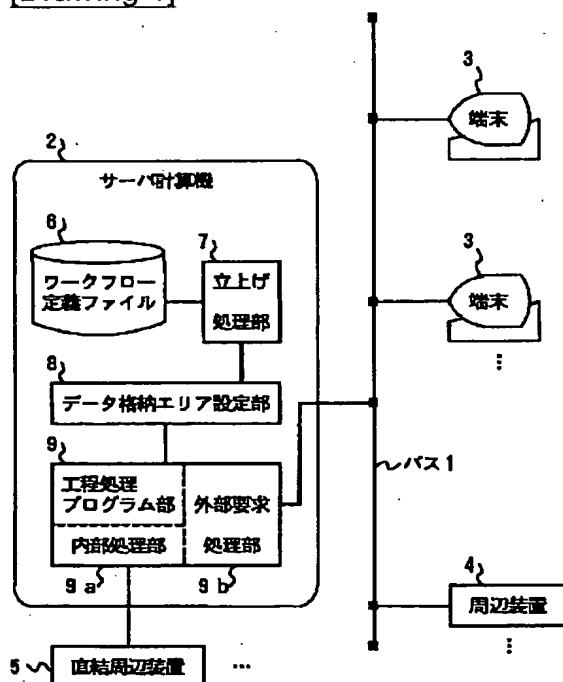 [Drawing 1]
3
端末
2
サーバ計算機
6
ワークフロー
定義ファイル
7
立上げ
処理部
3
端末
⋮
8
データ格納エリア設定部
9
工程処理
プログラム部
外部要求
処理部
内部処理部
9a
9b
バス1
4
周辺装置
⋮
5
直結周辺装置
…